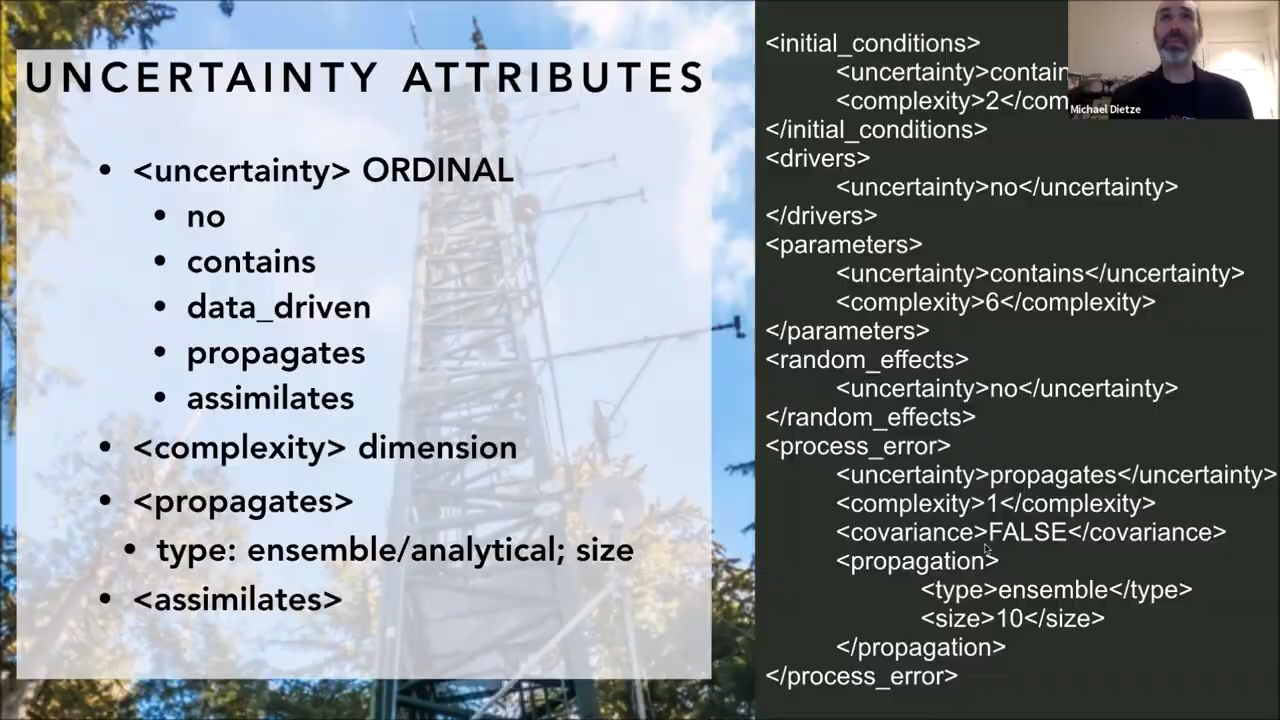 UNCERTAINTY ATTRIBUTES
• <uncertainty> ORDINAL
• no
• contains
• data_driven
• propagates
• assimilates
• <complexity> dimension
• <propagates>
• type: ensemble/analytical; size
• <assimilates>
<initial_conditions>
<uncertainty>contain
<complexity>2</com
</initial_conditions>
<drivers>
<uncertainty>no</uncertainty>
</drivers>
<parameters>
<uncertainty>contains</uncertainty>
<complexity>6</complexity>
</parameters>
<random_effects>
<uncertainty>no</uncertainty>
</random_effects>
<process_error>
<uncertainty>propagates</uncertainty>
<complexity>1</complexity>
<covariance>FALSE</covariance>
<propagation>
<type>ensemble</type>
<size>10</size>
</propagation>
</process_error>
Michael Dietze